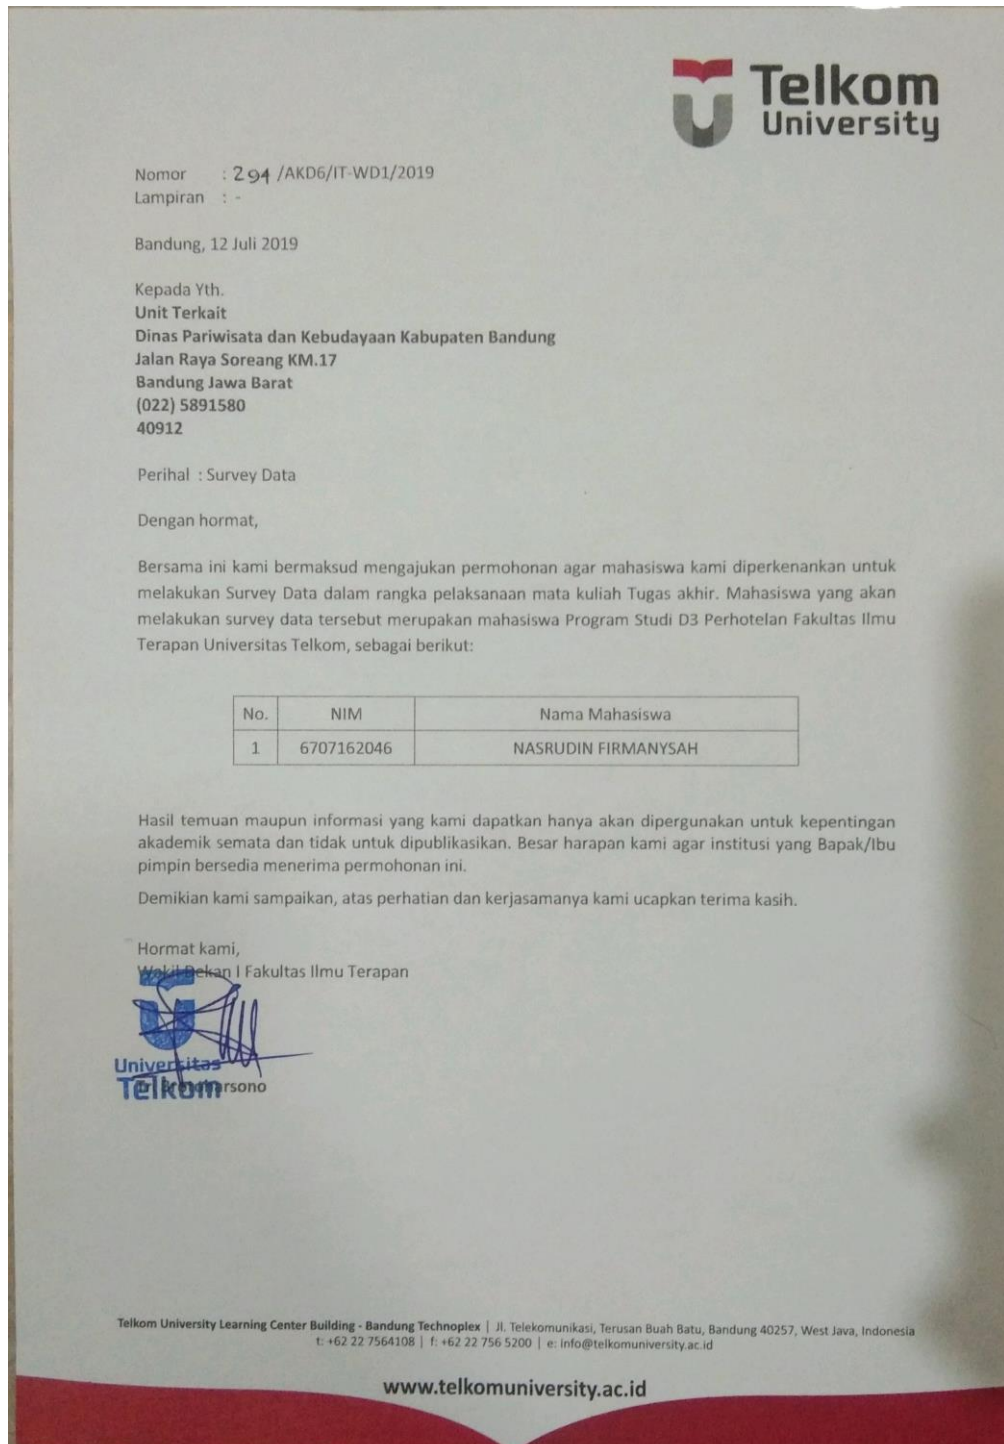 Telkom
University
Nomor : 294 /AKD6/IT-WD1/2019
Lampiran : -
Bandung, 12 Juli 2019
Kepada Yth.
Unit Terkait
Dinas Pariwisata dan Kebudayaan Kabupaten Bandung
Jalan Raya Soreang KM.17
Bandung Jawa Barat
(022) 5891580
40912
Perihal : Survey Data
Dengan hormat,
Bersama ini kami bermaksud mengajukan permohonan agar mahasiswa kami diperkenankan untuk
melakukan Survey Data dalam rangka pelaksanaan mata kuliah Tugas akhir. Mahasiswa yang akan
melakukan survey data tersebut merupakan mahasiswa Program Studi D3 Perhotelan Fakultas Ilmu
Terapan Universitas Telkom, sebagai berikut:
No. NIM Nama Mahasiswa
1 6707162046 NASRUDIN FIRMANYSAH
Hasil temuan maupun informasi yang kami dapatkan hanya akan dipergunakan untuk kepentingan
akademik semata dan tidak untuk dipublikasikan. Besar harapan kami agar institusi yang Bapak/Ibu
pimpin bersedia menerima permohonan ini.
Demikian kami sampaikan, atas perhatian dan kerjasamanya kami ucapkan terima kasih.
Hormat kami,
Wakil Dekan I Fakultas Ilmu Terapan
Universitas
Telkom
Telkom University Learning Center Building - Bandung Technoplex | Jl. Telekomunikasi, Terusan Buah Batu, Bandung 40257, West Java, Indonesia
t: +62 22 7564108 | f: +62 22 756 5200 | e: info@telkomuniversity.ac.id
www.telkomuniversity.ac.id